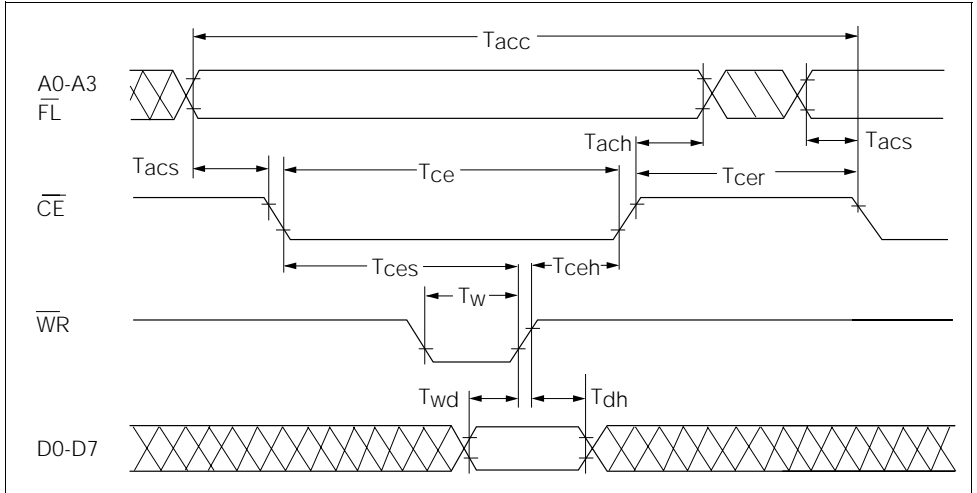 Tacc
A0-A3
FL
Tach
Tacs
Tacs
Tce
Tcer
CE
Tces
Tceh
Tw
WR
Twd
Tdh
D0-D7